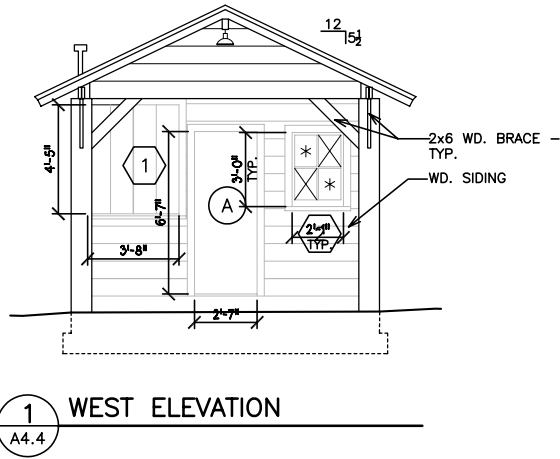 12
5½
4'-5"
1
6'-7"
3'-0"
TYP.
2x6 WD. BRACE -
TYP.
WD. SIDING
A
2'-1"
TYP.
3'-8"
2'-7"
1
A4.4
WEST ELEVATION